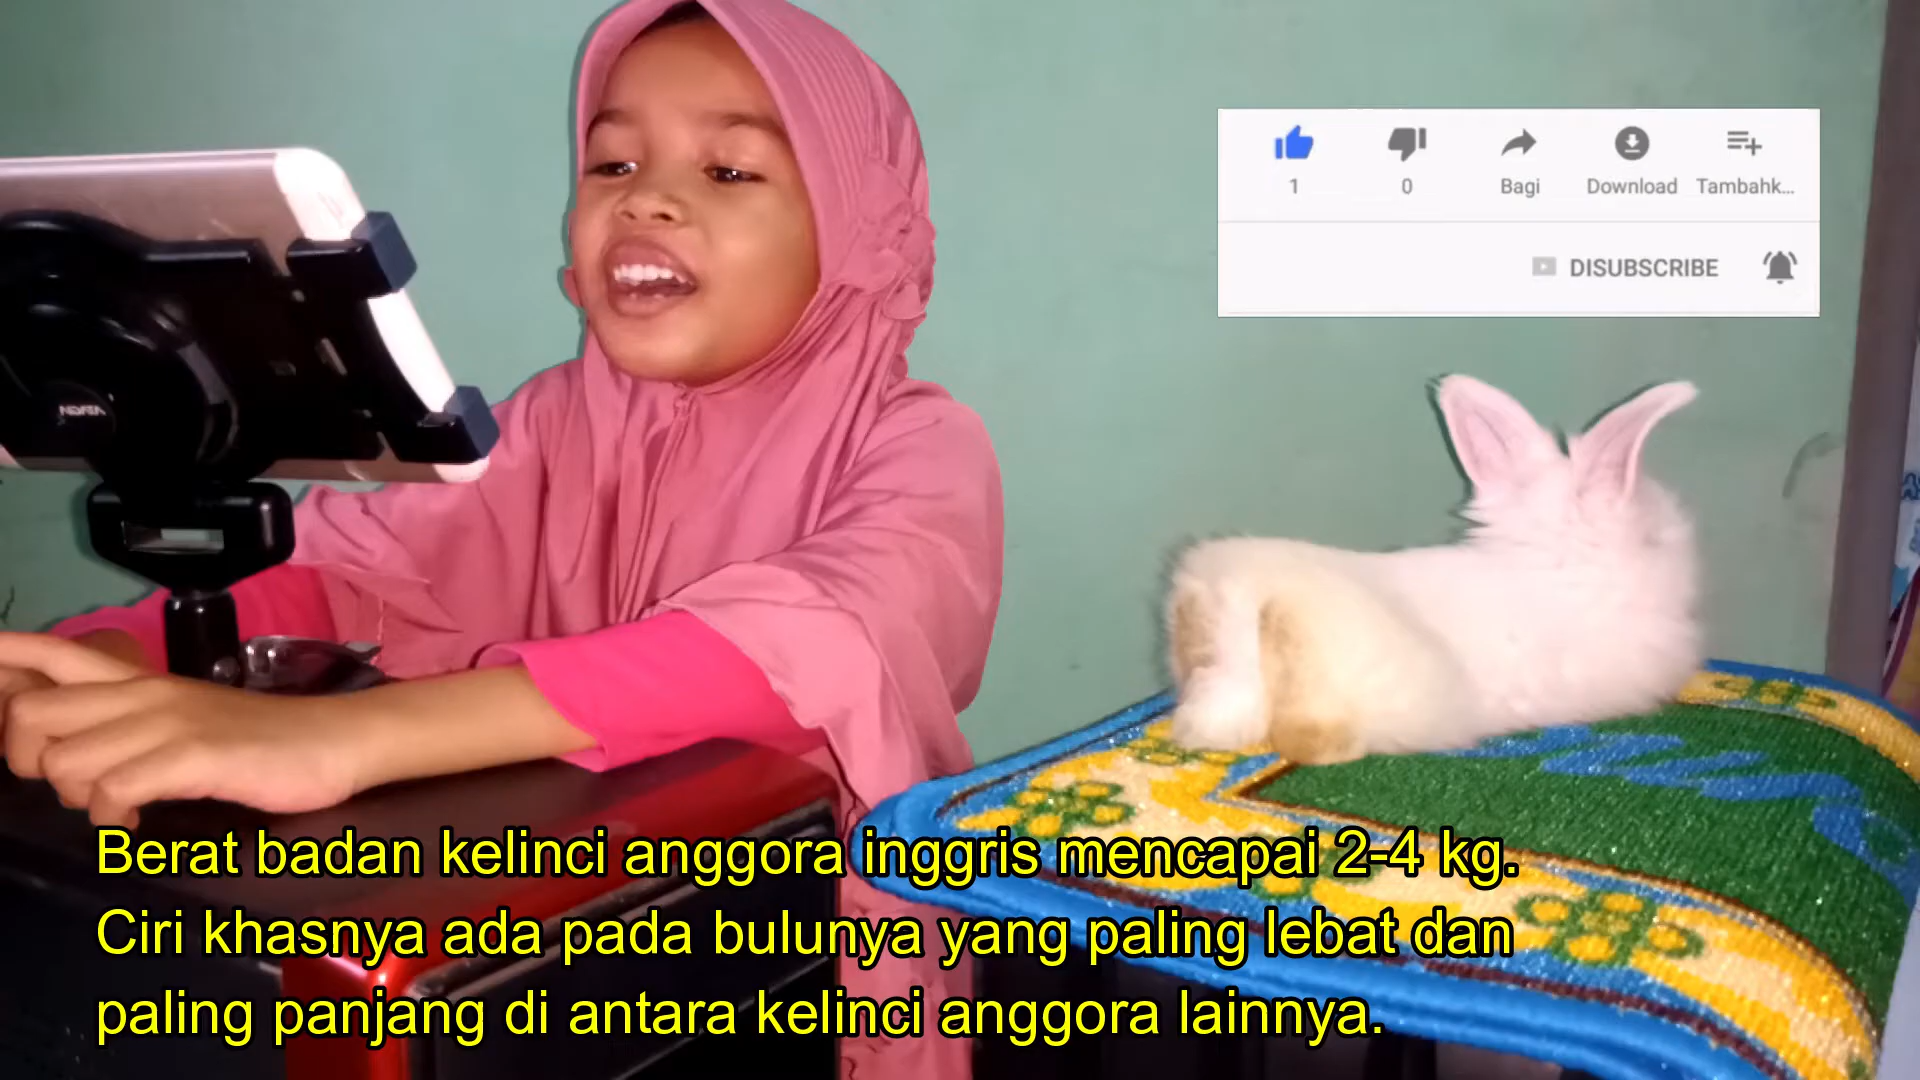 1
0
Bagi
Download
Tambahk...
DISUBSCRIBE
Berat badan kelinci anggora inggris mencapai 2-4 kg.
Ciri khasnya ada pada bulunya yang paling lebat dan
paling panjang di antara kelinci anggora lainnya.